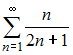 ∞
∑ n / (2n + 1)
n=1